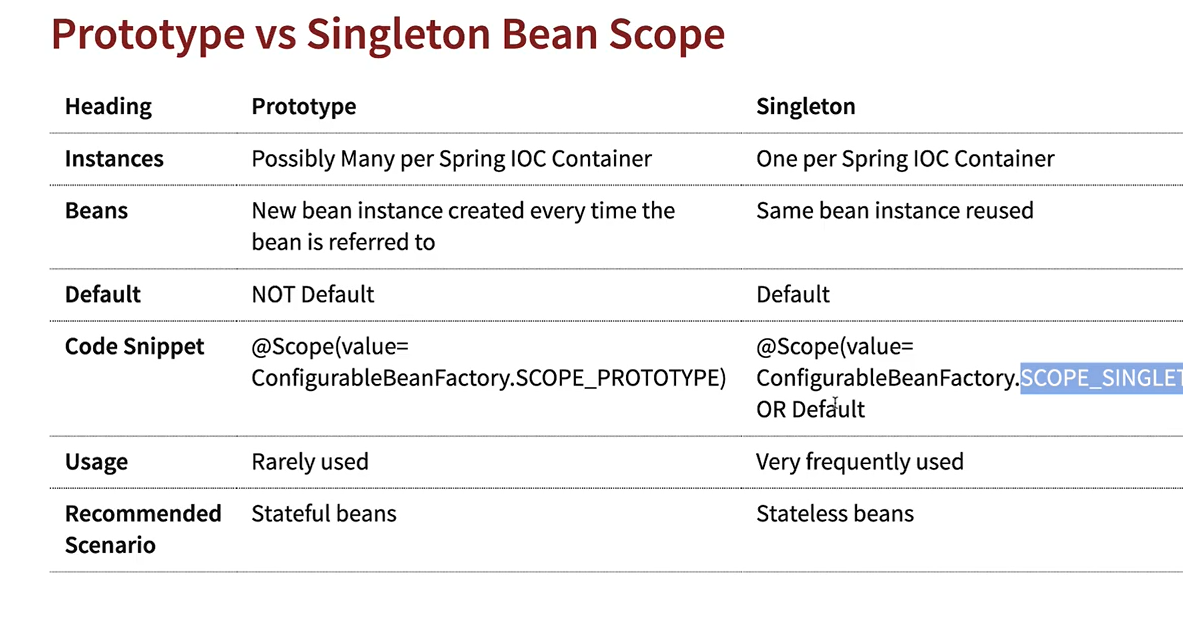 Prototype vs Singleton Bean Scope
Heading Prototype Singleton
Instances Possibly Many per Spring IOC Container One per Spring IOC Container
Beans New bean instance created every time the Same bean instance reused
bean is referred to
Default NOT Default Default
Code Snippet @Scope(value= @Scope(value=
ConfigurableBeanFactory.SCOPE_PROTOTYPE) ConfigurableBeanFactory.SCOPE_SINGLET
OR Default
Usage Rarely used Very frequently used
Recommended Stateful beans Stateless beans
Scenario